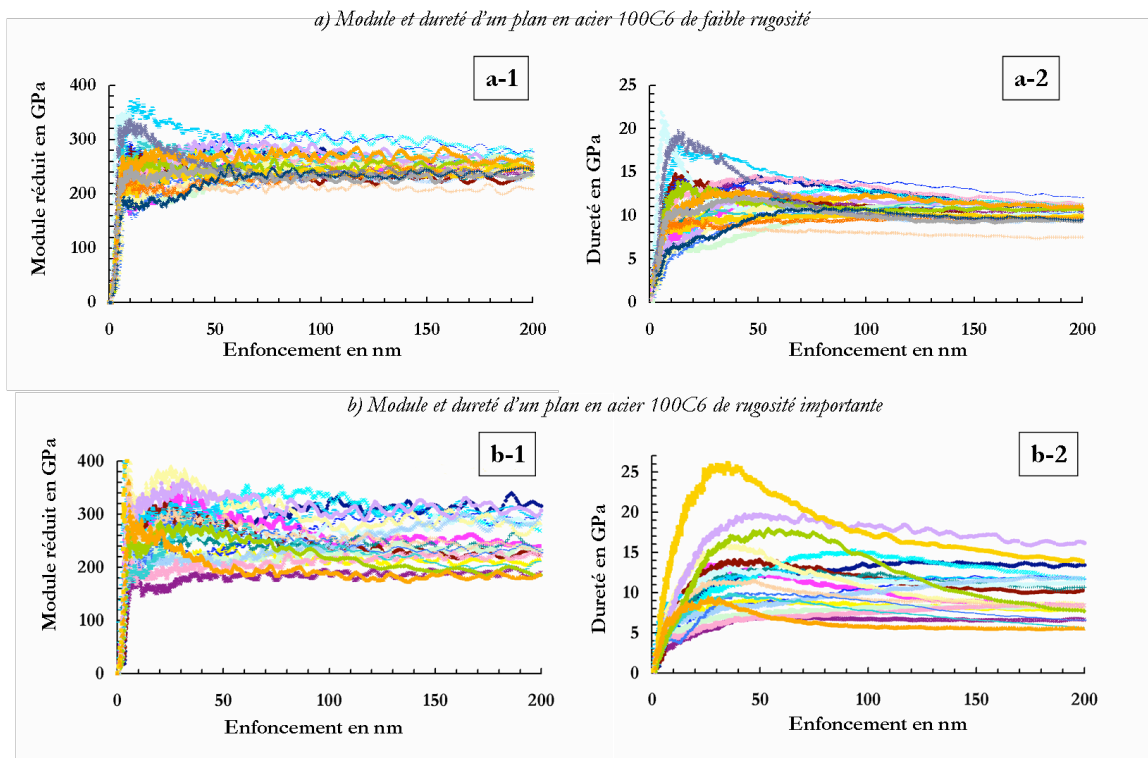 a) Module et dureté d'un plan en acier 100C6 de faible rugosité
a-1
Module réduit en GPa
400
300
200
100
0
0 50 100 150 200
Enfoncement en nm
a-2
Dureté en GPa
25
20
15
10
5
0
0 50 100 150 200
Enfoncement en nm
b) Module et dureté d'un plan en acier 100C6 de rugosité importante
b-1
Module réduit en GPa
400
300
200
100
0
0 50 100 150 200
Enfoncement en nm
b-2
Dureté en GPa
25
20
15
10
5
0
0 50 100 150 200
Enfoncement en nm